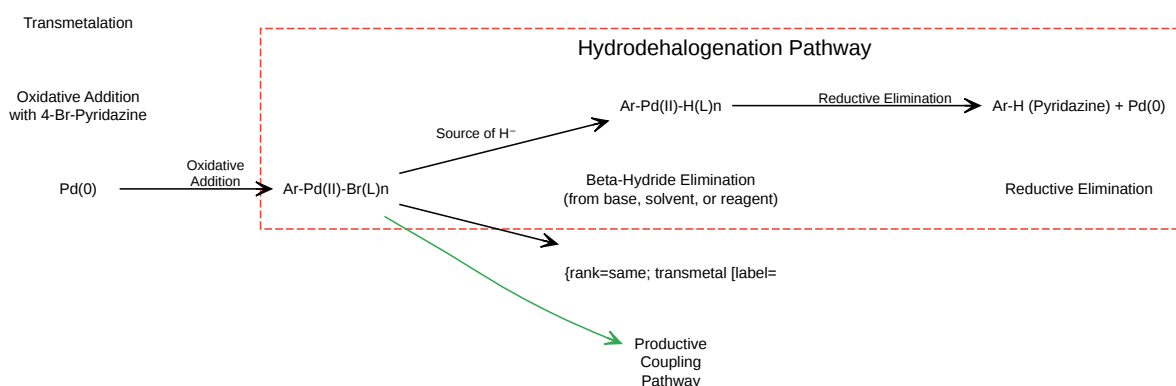 Transmetalation
Hydrodehalogenation Pathway
Oxidative Addition
with 4-Br-Pyridazine
Ar-Pd(II)-H(L)n
Reductive Elimination
Ar-H (Pyridazine) + Pd(0)
Source of H⁻
Pd(0)
Oxidative
Addition
Ar-Pd(II)-Br(L)n
Beta-Hydride Elimination
(from base, solvent, or reagent)
Reductive Elimination
{rank=same; transmetal [label=
Productive
Coupling
Pathway